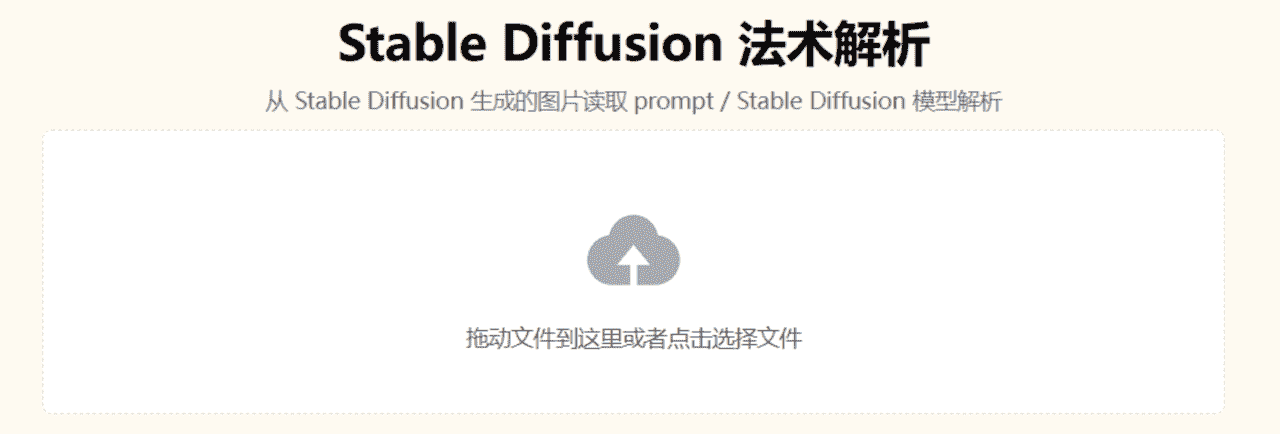 Stable Diffusion 法术解析
从 Stable Diffusion 生成的图片读取 prompt / Stable Diffusion 模型解析
拖动文件到这里或者点击选择文件